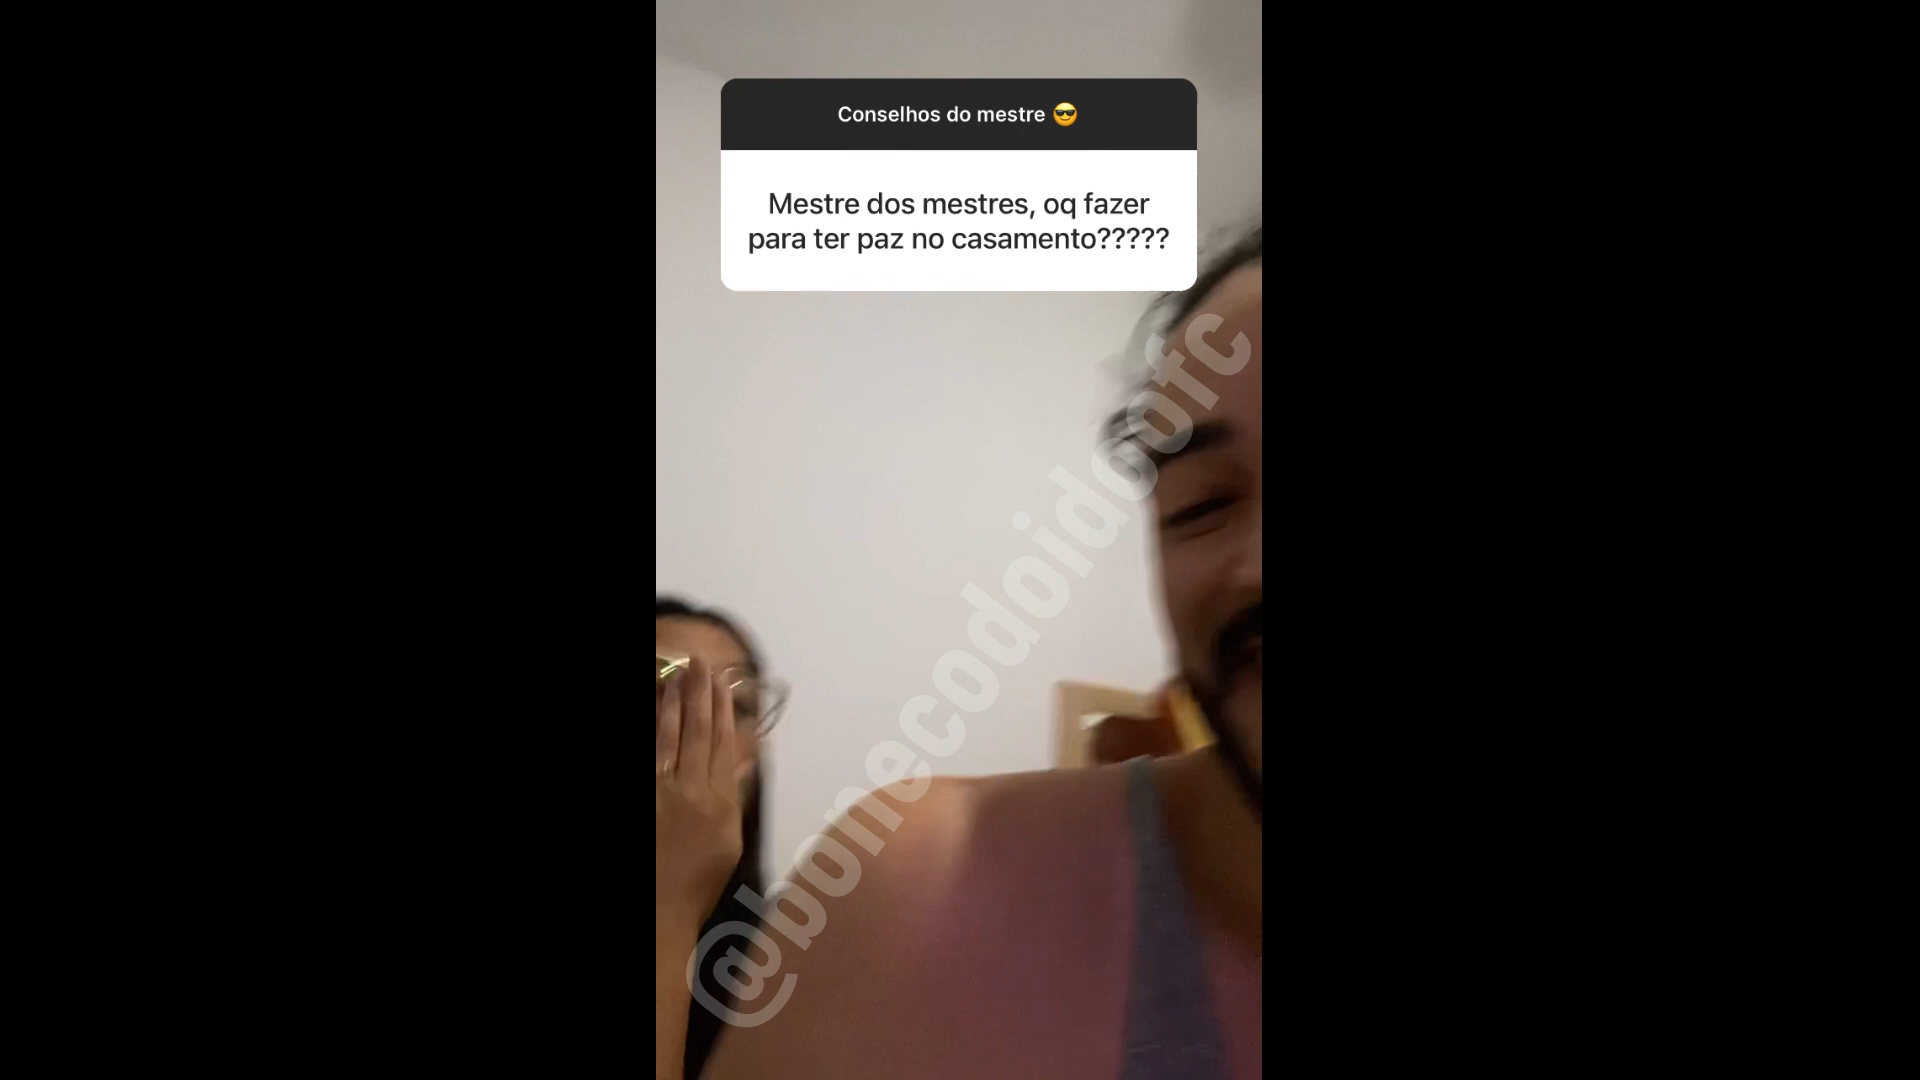 Conselhos do mestre 😎
Mestre dos mestres, oq fazer
para ter paz no casamento?????
@bonecodoidoofc